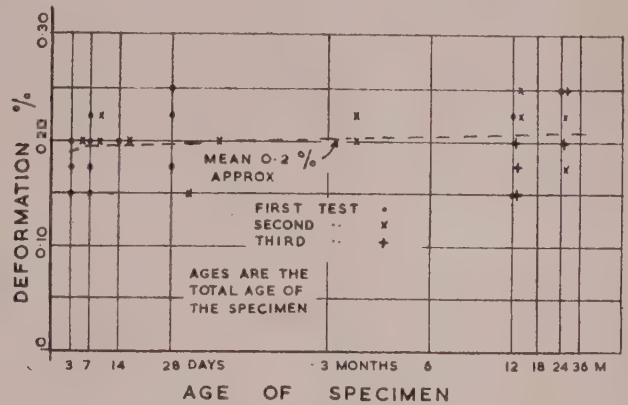 0.30
0.20
0.10
0
DEFORMATION %
MEAN 0.2 %
APPROX
FIRST TEST •
SECOND " x
THIRD " +
AGES ARE THE
TOTAL AGE OF
THE SPECIMEN
3 7 14 28 DAYS 3 MONTHS 6 12 18 24 36 M
AGE OF SPECIMEN